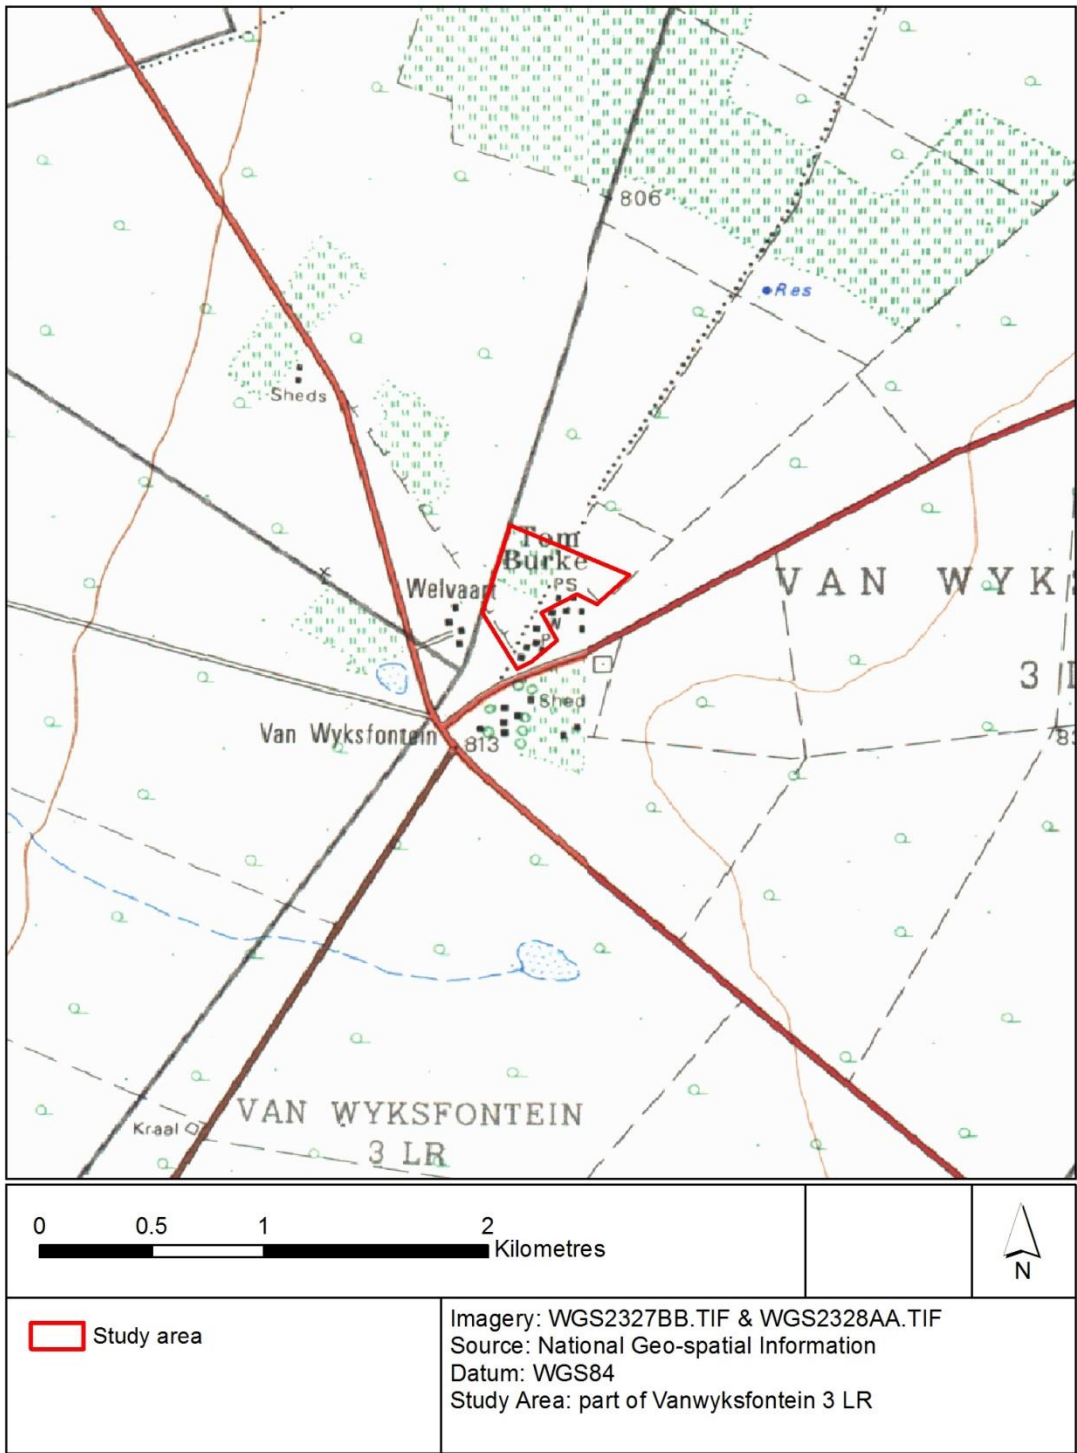 806
Res
Sheds
Tom
Burke
PS
Welvaart
W
P
VAN WYKS
3 L
Shed
Van Wyksfontein
813
VAN WYKSFONTEIN
3 LR
Kraal
0 0.5 1 2
Kilometres
N
Study area
Imagery: WGS2327BB.TIF & WGS2328AA.TIF
Source: National Geo-spatial Information
Datum: WGS84
Study Area: part of Vanwyksfontein 3 LR